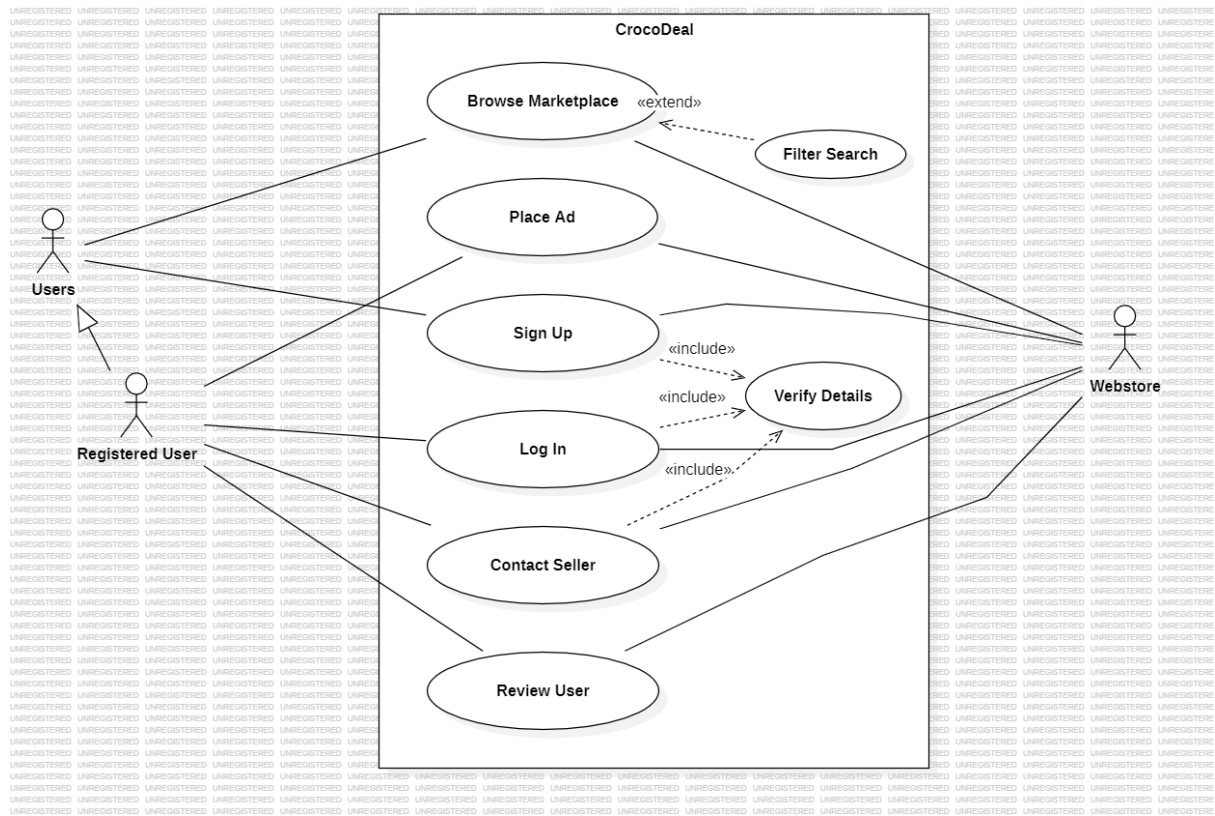 CrocoDeal
Browse Marketplace
«extend»
Filter Search
Place Ad
Users
Sign Up
«include»
Verify Details
Webstore
«include»
Registered User
Log In
«include»
Contact Seller
Review User
UNREGISTERED